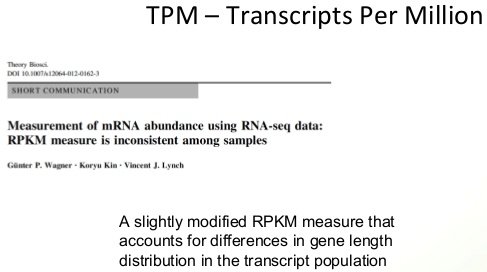 TPM – Transcripts Per Million
Theory Biosci.
DOI 10.1007/s12064-012-0162-3
SHORT COMMUNICATION
Measurement of mRNA abundance using RNA-seq data:
RPKM measure is inconsistent among samples
Günter P. Wagner · Koryu Kin · Vincent J. Lynch
A slightly modified RPKM measure that
accounts for differences in gene length
distribution in the transcript population